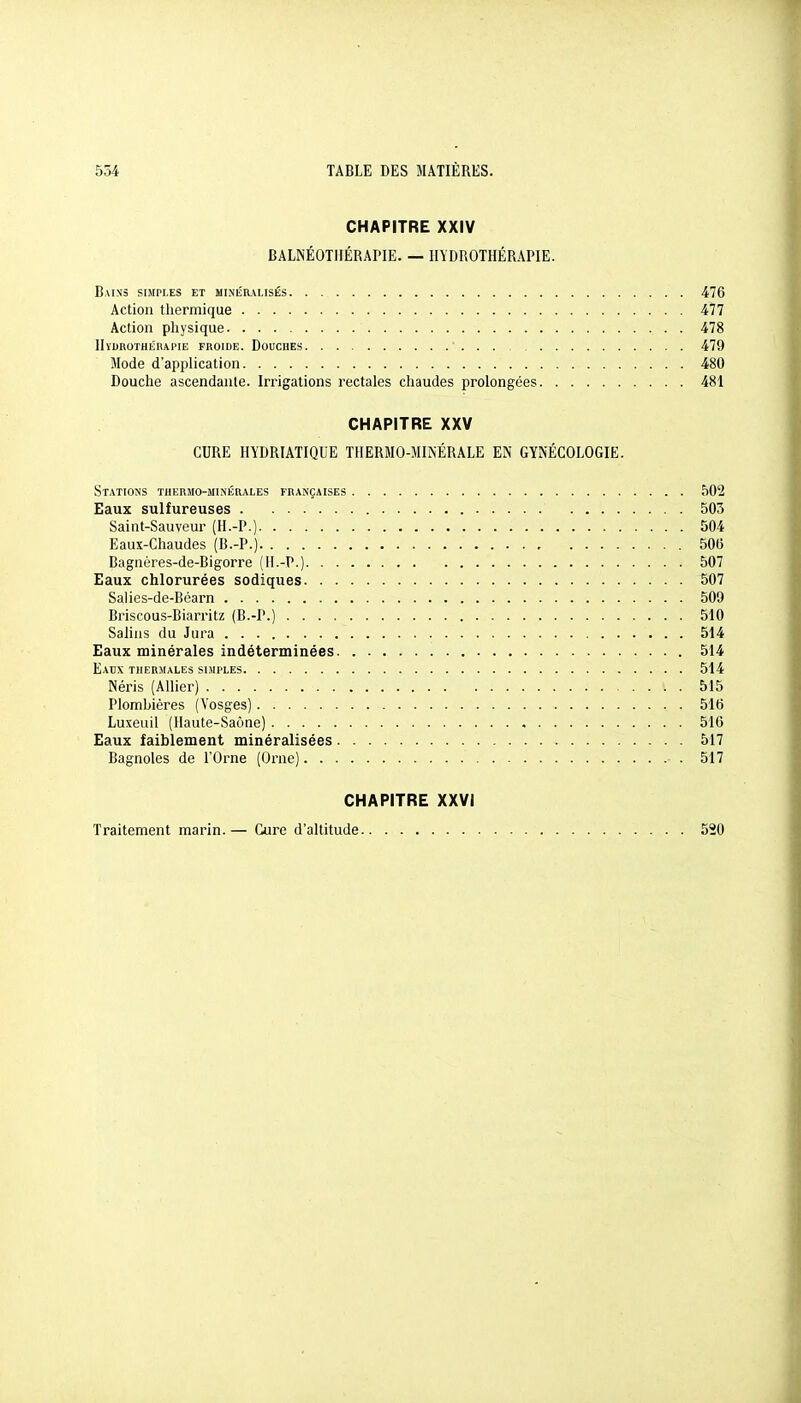 534 TABLE DES MATIÈRES.
CHAPITRE XXIV
BALNÉOTHÉRAPIE. — HYDROTHÉRAPIE.
BAINS SIMPLES ET MINÉRALISÉS. . . . . . . . . . . . . . . . . . . . . . . . . 476
Action thermique . . . . . . . . . . . . . . . . . . . . . . . . . . . . 477
Action physique. . . . . . . . . . . . . . . . . . . . . . . . . . . . . 478
HYDROTHÉRAPIE FROIDE. DOUCHES. . . . . . . . . . . . . . . . . . . . . . . 479
Mode d'application. . . . . . . . . . . . . . . . . . . . . . . . . . . . 480
Douche ascendante. Irrigations rectales chaudes prolongées. . . . . . . . . . 481
CHAPITRE XXV
CURE HYDRIATIQUE THERMO-MINÉRALE EN GYNÉCOLOGIE.
STATIONS THERMO-MINÉRALES FRANÇAISES . . . . . . . . . . . . . . . . . . . . . . 502
Eaux sulfureuses . . . . . . . . . . . . . . . . . . . . . . . . . . . . 503
Saint-Sauveur (H.-P.). . . . . . . . . . . . . . . . . . . . . . . . . . . 504
Eaux-Chaudes (B.-P.). . . . . . . . . . . . . . . . . . . . . . . . . . . 506
Bagnères-de-Bigorre (H.-P.). . . . . . . . . . . . . . . . . . . . . . . . 507
Eaux chlorurées sodiques. . . . . . . . . . . . . . . . . . . . . . . . . 507
Salies-de-Béarn . . . . . . . . . . . . . . . . . . . . . . . . . . . . . 509
Briscous-Biarritz (B.-P.) . . . . . . . . . . . . . . . . . . . . . . . . . 510
Salins du Jura . . . . . . . . . . . . . . . . . . . . . . . . . . . . . 514
Eaux minérales indéterminées. . . . . . . . . . . . . . . . . . . . . . . 514
EAUX THERMALES SIMPLES. . . . . . . . . . . . . . . . . . . . . . . . . . . . 514
Néris (Allier) . . . . . . . . . . . . . . . . . . . . . . . . . . . . . . 515
Plombières (Vosges) . . . . . . . . . . . . . . . . . . . . . . . . . . . 516
Luxeuil (Haute-Saône) . . . . . . . . . . . . . . . . . . . . . . . . . . 516
Eaux faiblement minéralisées . . . . . . . . . . . . . . . . . . . . . . . 517
Bagnoles de l'Orne (Orne). . . . . . . . . . . . . . . . . . . . . . . . . 517
CHAPITRE XXVI
Traitement marin. — Cure d'altitude. . . . . . . . . . . . . . . . . . . . . . 520